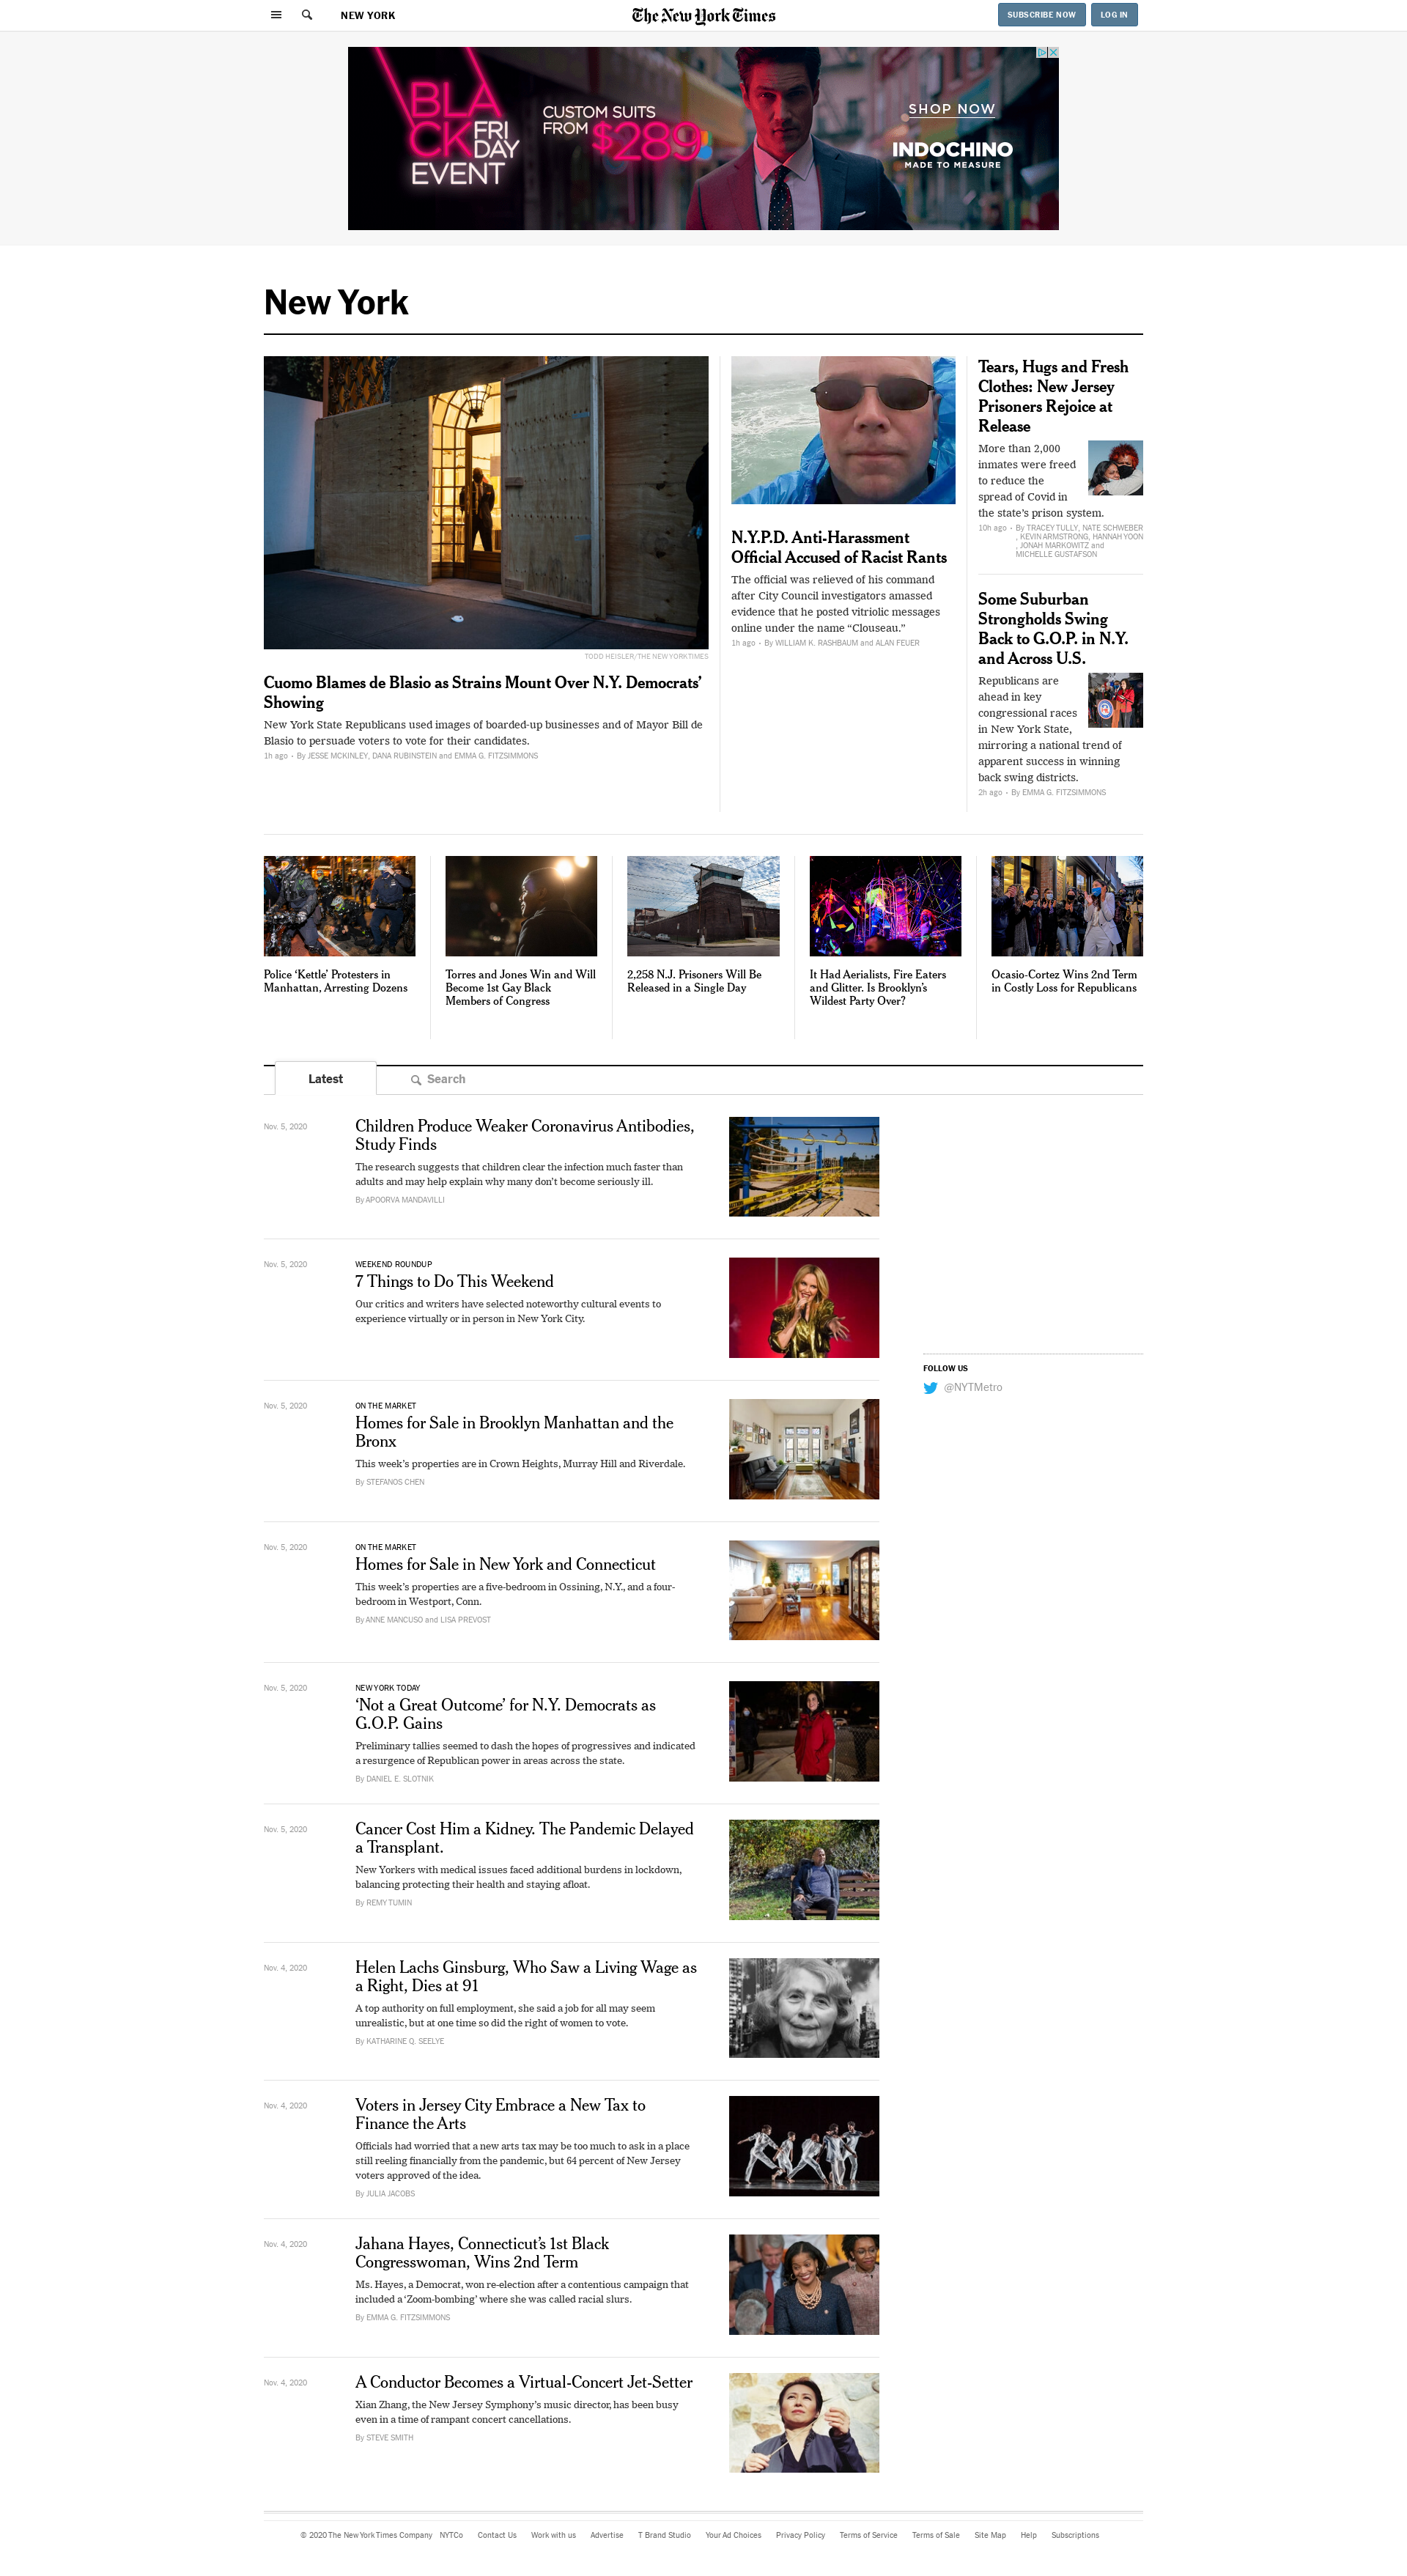 NEW YORK
The New York Times
SUBSCRIBE NOW
LOG IN
BLA
CK FRI
DAY
EVENT
CUSTOM SUITS
FROM $289
SHOP NOW
INDOCHINO
MADE TO MEASURE
New York
TODD HEISLER/THE NEW YORK TIMES
Cuomo Blames de Blasio as Strains Mount Over N.Y. Democrats’
Showing
New York State Republicans used images of boarded-up businesses and of Mayor Bill de
Blasio to persuade voters to vote for their candidates.
1h ago • By JESSE MCKINLEY, DANA RUBINSTEIN and EMMA G. FITZSIMMONS
N.Y.P.D. Anti-Harassment
Official Accused of Racist Rants
The official was relieved of his command
after City Council investigators amassed
evidence that he posted vitriolic messages
online under the name “Clouseau.”
1h ago • By WILLIAM K. RASHBAUM and ALAN FEUER
Tears, Hugs and Fresh
Clothes: New Jersey
Prisoners Rejoice at
Release
More than 2,000
inmates were freed
to reduce the
spread of Covid in
the state’s prison system.
10h ago • By TRACEY TULLY, NATE SCHWEBER
, KEVIN ARMSTRONG, HANNAH YOON
, JONAH MARKOWITZ and
MICHELLE GUSTAFSON
Some Suburban
Strongholds Swing
Back to G.O.P. in N.Y.
and Across U.S.
Republicans are
ahead in key
congressional races
in New York State,
mirroring a national trend of
apparent success in winning
back swing districts.
2h ago • By EMMA G. FITZSIMMONS
Police ‘Kettle’ Protesters in
Manhattan, Arresting Dozens
Torres and Jones Win and Will
Become 1st Gay Black
Members of Congress
2,258 N.J. Prisoners Will Be
Released in a Single Day
It Had Aerialists, Fire Eaters
and Glitter. Is Brooklyn’s
Wildest Party Over?
Ocasio-Cortez Wins 2nd Term
in Costly Loss for Republicans
Latest
Search
Nov. 5, 2020
Children Produce Weaker Coronavirus Antibodies,
Study Finds
The research suggests that children clear the infection much faster than
adults and may help explain why many don’t become seriously ill.
By APOORVA MANDAVILLI
Nov. 5, 2020
WEEKEND ROUNDUP
7 Things to Do This Weekend
Our critics and writers have selected noteworthy cultural events to
experience virtually or in person in New York City.
FOLLOW US
@NYTMetro
Nov. 5, 2020
ON THE MARKET
Homes for Sale in Brooklyn Manhattan and the
Bronx
This week’s properties are in Crown Heights, Murray Hill and Riverdale.
By STEFANOS CHEN
Nov. 5, 2020
ON THE MARKET
Homes for Sale in New York and Connecticut
This week’s properties are a five-bedroom in Ossining, N.Y., and a four-
bedroom in Westport, Conn.
By ANNE MANCUSO and LISA PREVOST
Nov. 5, 2020
NEW YORK TODAY
‘Not a Great Outcome’ for N.Y. Democrats as
G.O.P. Gains
Preliminary tallies seemed to dash the hopes of progressives and indicated
a resurgence of Republican power in areas across the state.
By DANIEL E. SLOTNIK
Nov. 5, 2020
Cancer Cost Him a Kidney. The Pandemic Delayed
a Transplant.
New Yorkers with medical issues faced additional burdens in lockdown,
balancing protecting their health and staying afloat.
By REMY TUMIN
Nov. 4, 2020
Helen Lachs Ginsburg, Who Saw a Living Wage as
a Right, Dies at 91
A top authority on full employment, she said a job for all may seem
unrealistic, but at one time so did the right of women to vote.
By KATHARINE Q. SEELYE
Nov. 4, 2020
Voters in Jersey City Embrace a New Tax to
Finance the Arts
Officials had worried that a new arts tax may be too much to ask in a place
still reeling financially from the pandemic, but 64 percent of New Jersey
voters approved of the idea.
By JULIA JACOBS
Nov. 4, 2020
Jahana Hayes, Connecticut’s 1st Black
Congresswoman, Wins 2nd Term
Ms. Hayes, a Democrat, won re-election after a contentious campaign that
included a ‘Zoom-bombing’ where she was called racial slurs.
By EMMA G. FITZSIMMONS
Nov. 4, 2020
A Conductor Becomes a Virtual-Concert Jet-Setter
Xian Zhang, the New Jersey Symphony’s music director, has been busy
even in a time of rampant concert cancellations.
By STEVE SMITH
© 2020 The New York Times Company NYTCo Contact Us Work with us Advertise T Brand Studio Your Ad Choices Privacy Policy Terms of Service Terms of Sale Site Map Help Subscriptions